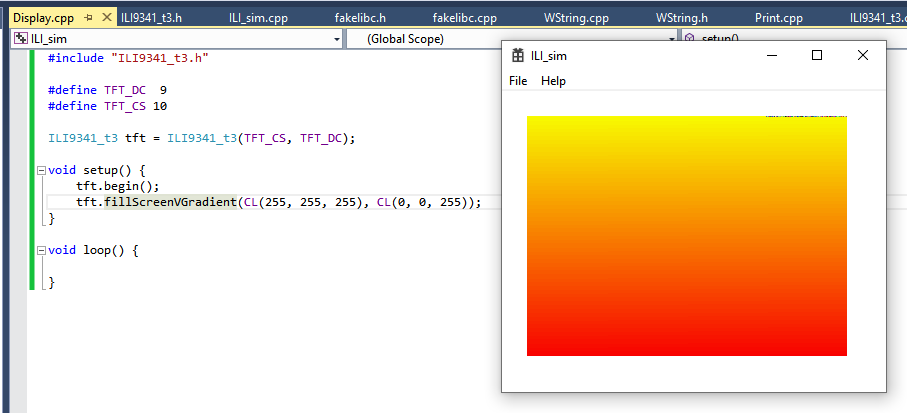 Display.cpp ILI9341_t3.h ILI_sim.cpp fakelibc.h fakelibc.cpp WString.cpp WString.h Print.cpp ILI9341_t3.c
ILI_sim (Global Scope) setup()
#include "ILI9341_t3.h"
#define TFT_DC  9
#define TFT_CS 10
ILI9341_t3 tft = ILI9341_t3(TFT_CS, TFT_DC);
void setup() {
tft.begin();
tft.fillScreenVGradient(CL(255, 255, 255), CL(0, 0, 255));
}
void loop() {
}
ILI_sim
File Help